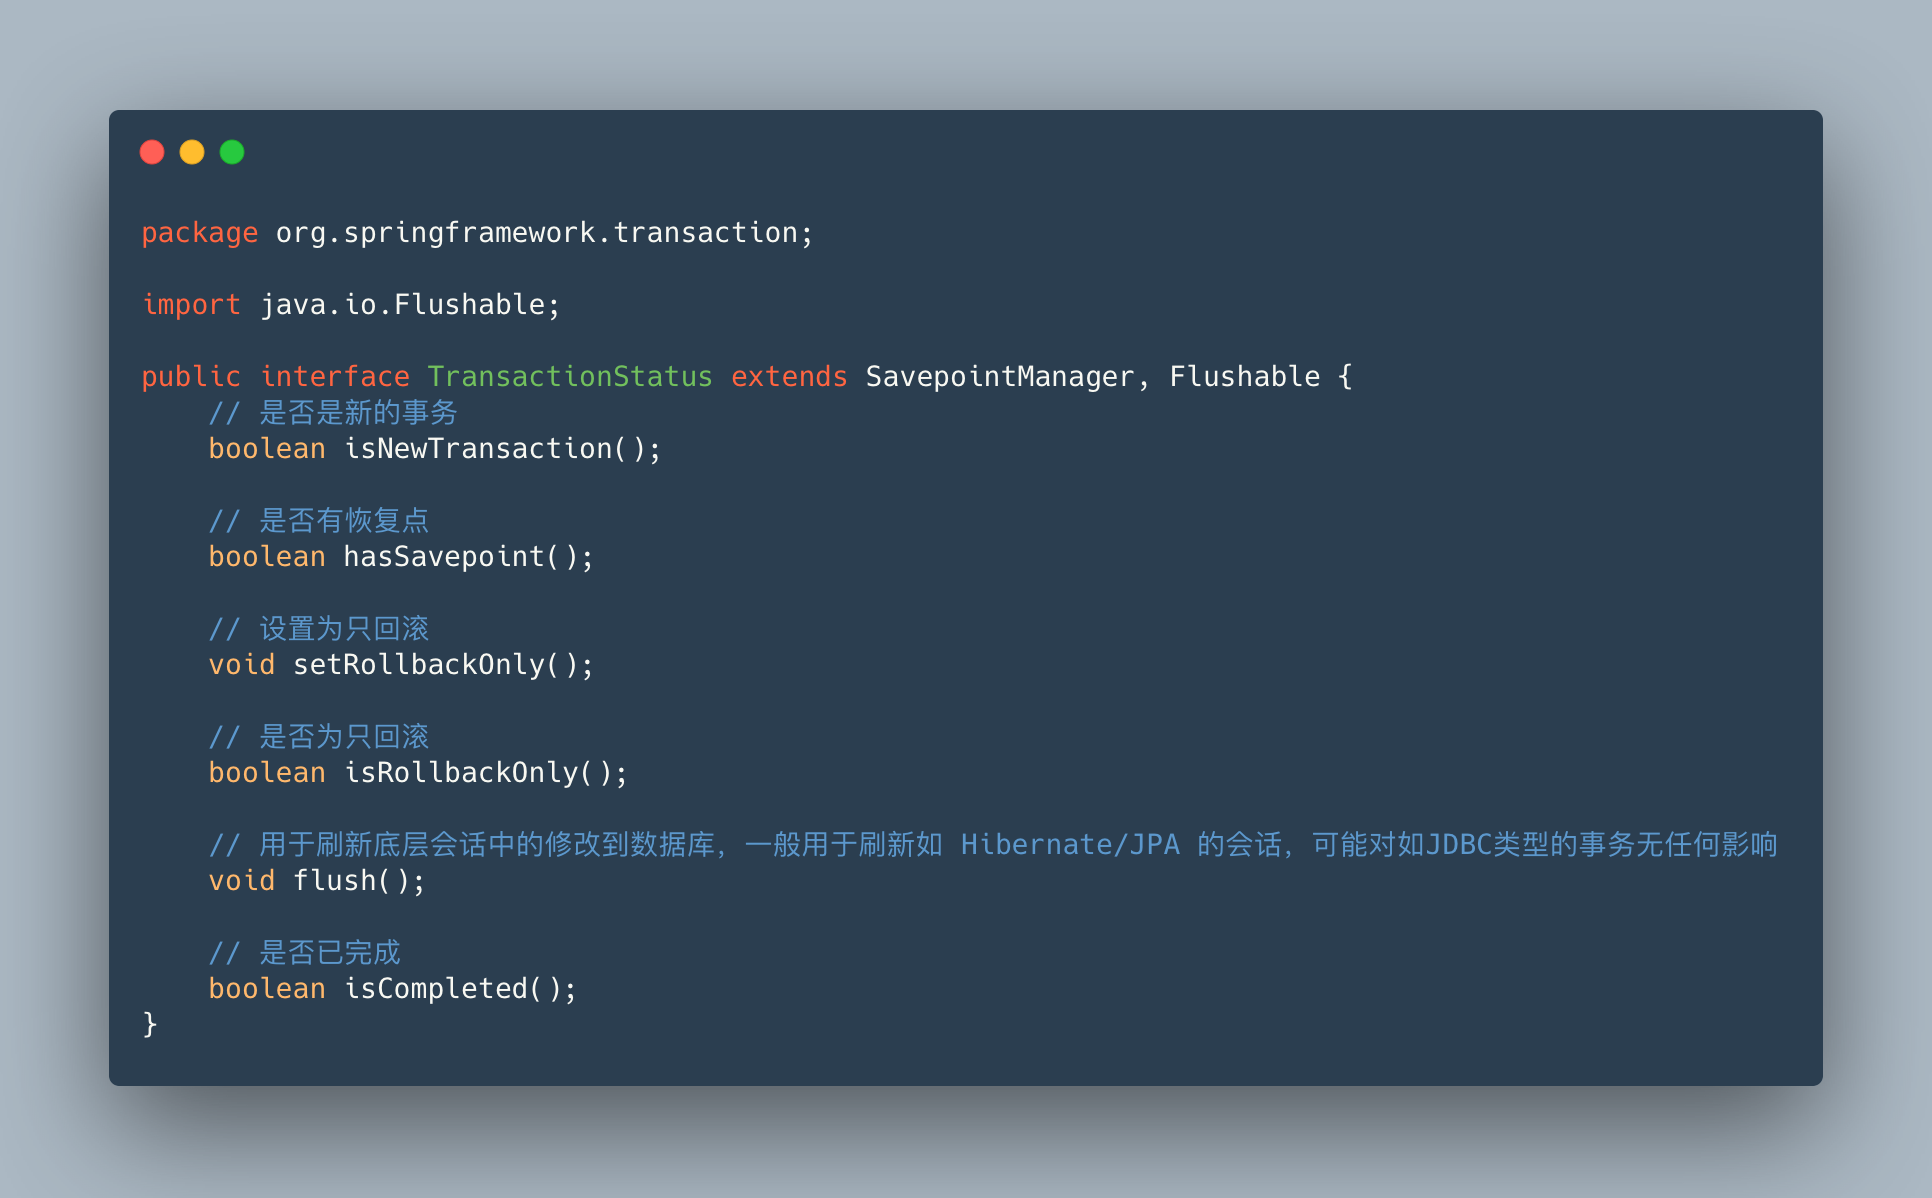 package org.springframework.transaction;
import java.io.Flushable;
public interface TransactionStatus extends SavepointManager, Flushable {
// 是否是新的事务
boolean isNewTransaction();
// 是否有恢复点
boolean hasSavepoint();
// 设置为只回滚
void setRollbackOnly();
// 是否为只回滚
boolean isRollbackOnly();
// 用于刷新底层会话中的修改到数据库，一般用于刷新如 Hibernate/JPA 的会话，可能对如JDBC类型的事务无任何影响
void flush();
// 是否已完成
boolean isCompleted();
}